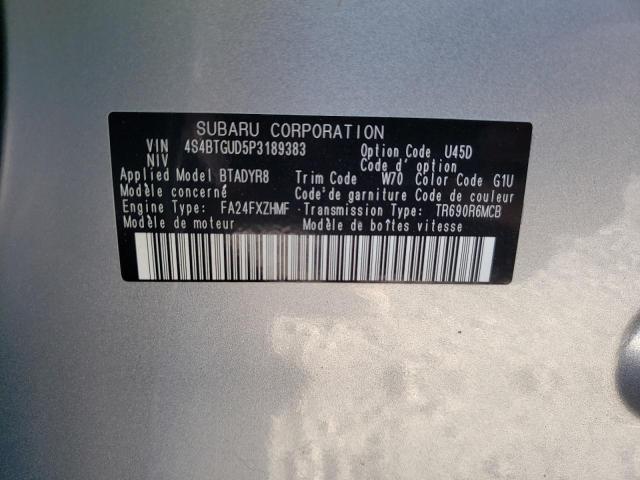 SUBARU CORPORATION
VIN 4S4BTGUD5P3189383 Option Code U45D
NIV Code d'option
Applied Model BTADYR8 Trim Code W70 Color Code G1U
Modèle concerné Code de garniture Code de couleur
Engine Type: FA24FXZHMF Transmission Type: TR690R6MCB
Modèle de moteur Modèle de boîtes vitesse